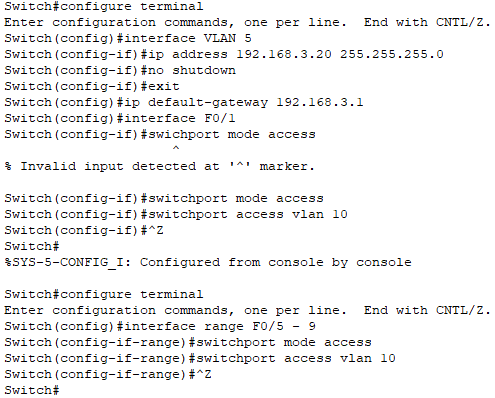 Switch#configure terminal
Enter configuration commands, one per line.  End with CNTL/Z.
Switch(config)#interface VLAN 5
Switch(config-if)#ip address 192.168.3.20 255.255.255.0
Switch(config-if)#no shutdown
Switch(config-if)#exit
Switch(config)#ip default-gateway 192.168.3.1
Switch(config-if)#interface F0/1
Switch(config-if)#swichport mode access
^
% Invalid input detected at '^' marker.
Switch(config-if)#switchport mode access
Switch(config-if)#switchport access vlan 10
Switch(config-if)#^Z
Switch#
%SYS-5-CONFIG_I: Configured from console by console
Switch#configure terminal
Enter configuration commands, one per line.  End with CNTL/Z.
Switch(config)#interface range F0/5 - 9
Switch(config-if-range)#switchport mode access
Switch(config-if-range)#switchport access vlan 10
Switch(config-if-range)#^Z
Switch#